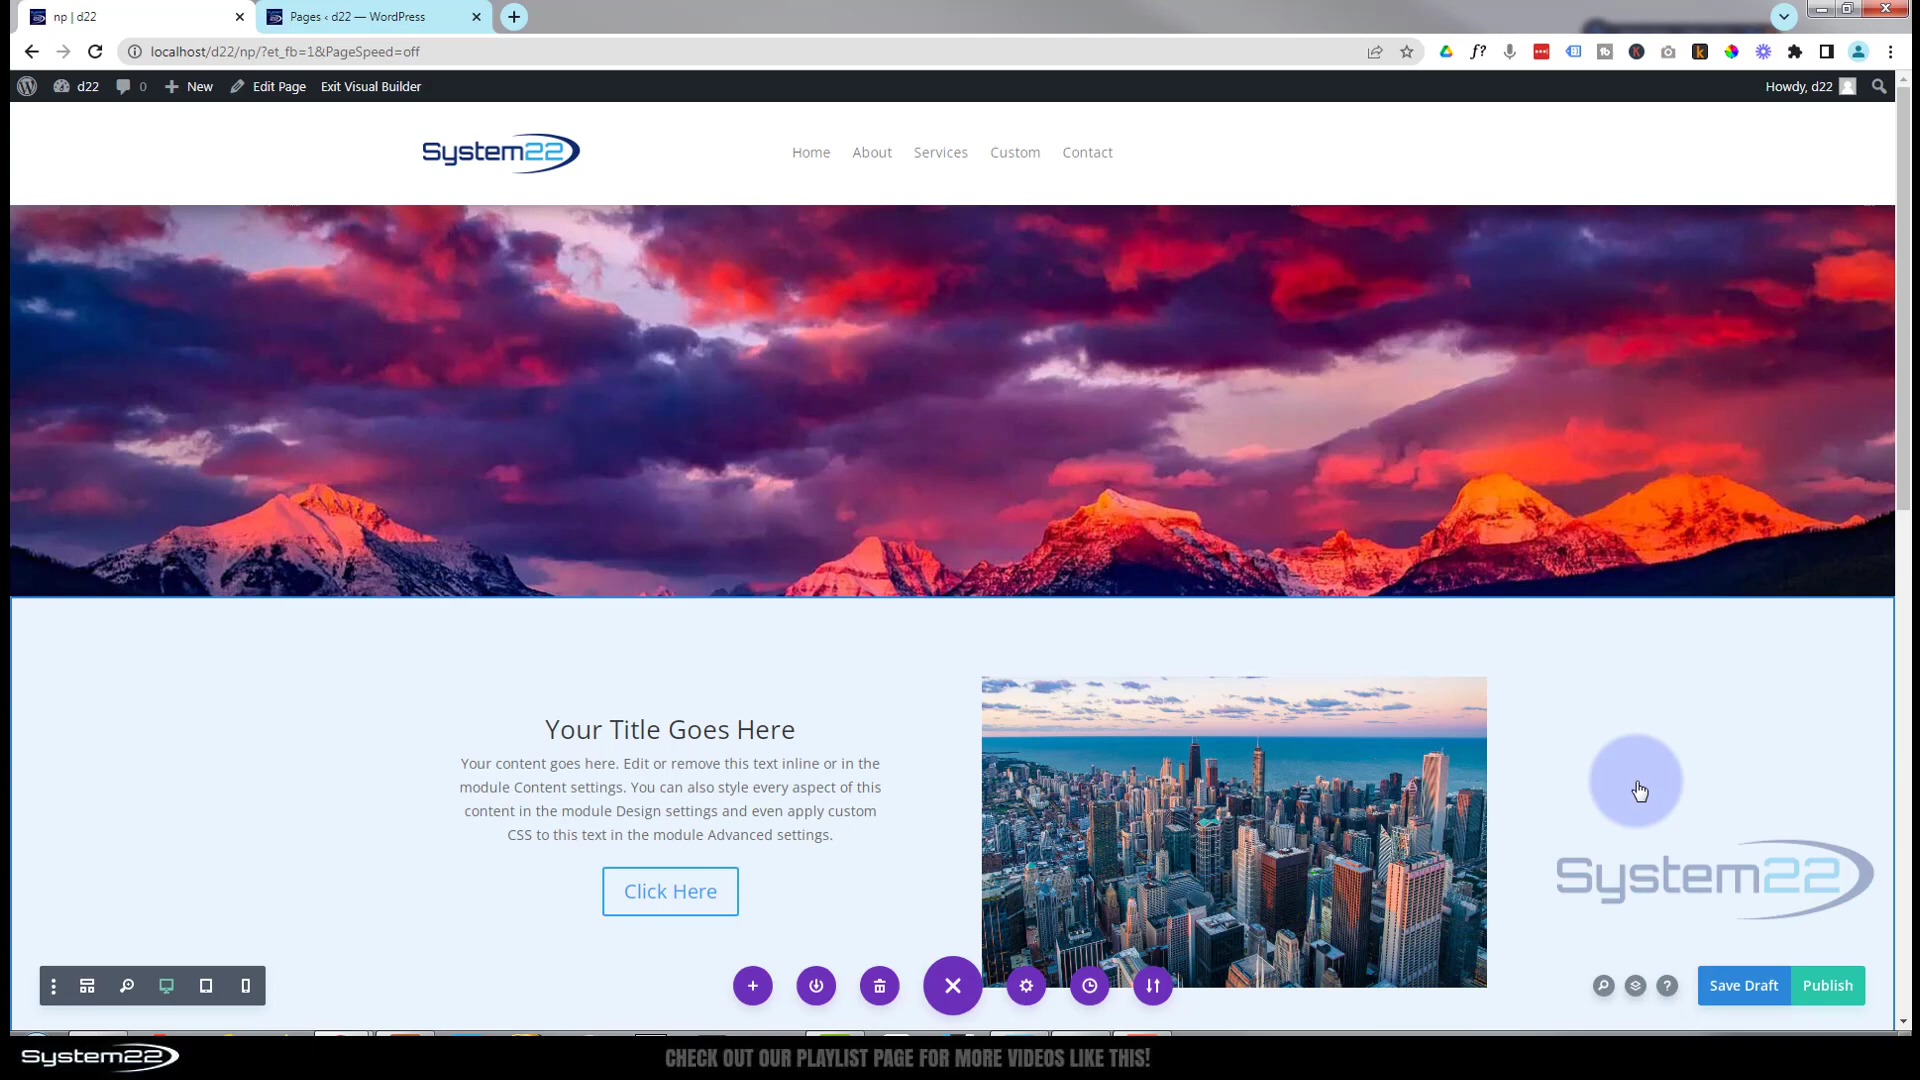 np | d22
Pages ‹ d22 — WordPress
localhost/d22/np/?et_fb=1&PageSpeed=off
d22
0
New
Edit Page
Exit Visual Builder
Howdy, d22
System22
Home
About
Services
Custom
Contact
Your Title Goes Here
Your content goes here. Edit or remove this text inline or in the
module Content settings. You can also style every aspect of this
content in the module Design settings and even apply custom
CSS to this text in the module Advanced settings.
Click Here
System22
Save Draft
Publish
System22
CHECK OUT OUR PLAYLIST PAGE FOR MORE VIDEOS LIKE THIS!